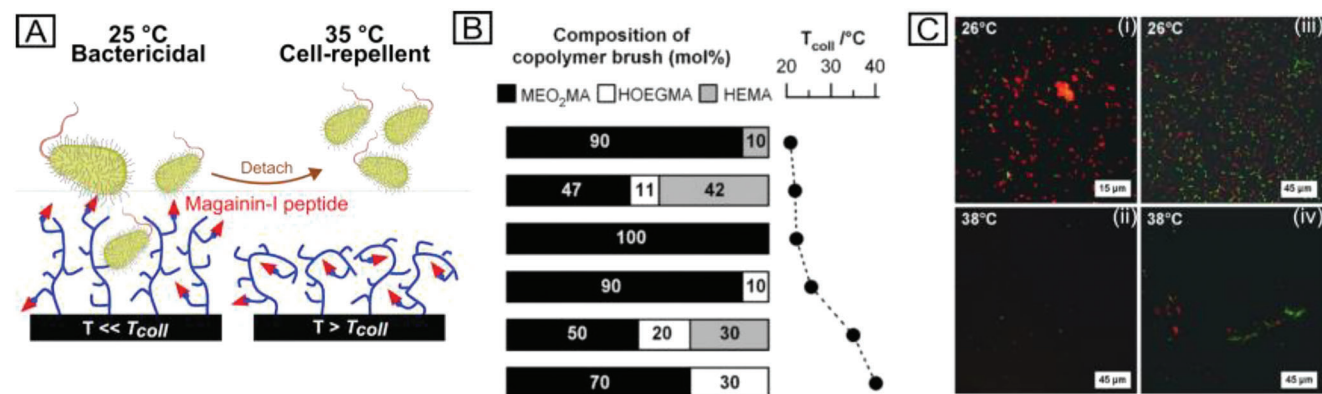 A
25 °C
Bactericidal
35 °C
Cell-repellent
Detach
Magainin-I peptide
T << Tcoll
T > Tcoll
B
Composition of
copolymer brush (mol%)
MEO₂MA HOEGMA HEMA
Tcoll /°C
20 30 40
90 10
47 11 42
100
90 10
50 20 30
70 30
C
26°C (i)
15 µm
(iii)
45 µm
38°C (ii)
45 µm
38°C (iv)
45 µm